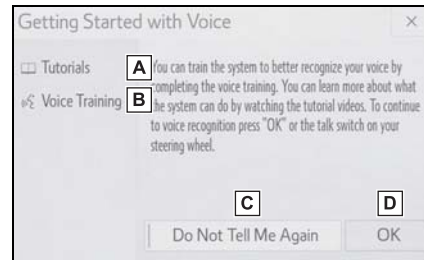 Getting Started with Voice ×
Tutorials
A
Voice Training
B
You can train the system to better recognize your voice by
completing the voice training. You can learn more about what
the system can do by watching the tutorial videos. To continue
to voice recognition press "OK" or the talk switch on your
steering wheel.
C
D
Do Not Tell Me Again
OK